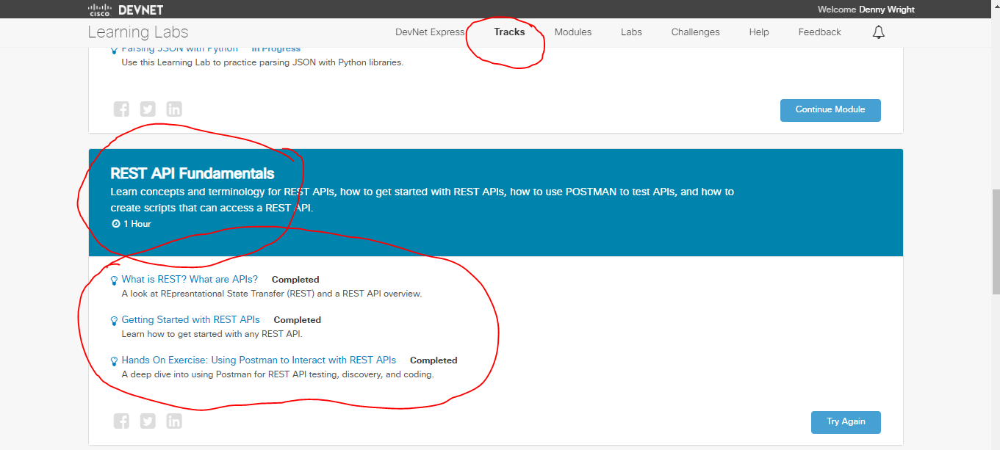 CISCO DEVNET
Welcome Denny Wright
Learning Labs
DevNet Express Tracks Modules Labs Challenges Help Feedback
Parsing JSON with Python In Progress
Use this Learning Lab to practice parsing JSON with Python libraries.
Continue Module
REST API Fundamentals
Learn concepts and terminology for REST APIs, how to get started with REST APIs, how to use POSTMAN to test APIs, and how to
create scripts that can access a REST API.
1 Hour
What is REST? What are APIs? Completed
A look at REpresntational State Transfer (REST) and a REST API overview.
Getting Started with REST APIs Completed
Learn how to get started with any REST API.
Hands On Exercise: Using Postman to Interact with REST APIs Completed
A deep dive into using Postman for REST API testing, discovery, and coding.
Try Again